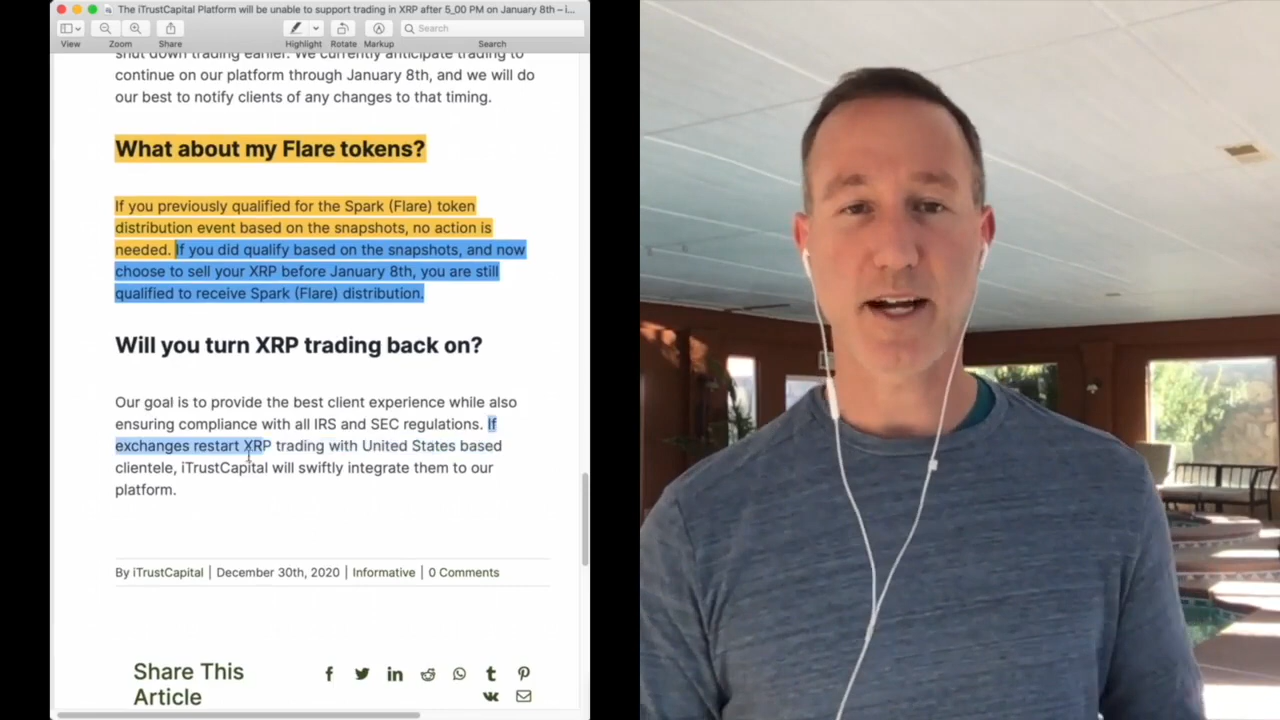 The iTrustCapital Platform will be unable to support trading in XRP after 5_00 PM on January 8th – i...
View
Zoom
Share
Highlight
Rotate
Markup
Search
Search
shut down trading earlier. We currently anticipate trading to
continue on our platform through January 8th, and we will do
our best to notify clients of any changes to that timing.
What about my Flare tokens?
If you previously qualified for the Spark (Flare) token
distribution event based on the snapshots, no action is
needed. If you did qualify based on the snapshots, and now
choose to sell your XRP before January 8th, you are still
qualified to receive Spark (Flare) distribution.
Will you turn XRP trading back on?
Our goal is to provide the best client experience while also
ensuring compliance with all IRS and SEC regulations. If
exchanges restart XRP trading with United States based
clientele, iTrustCapital will swiftly integrate them to our
platform.
By iTrustCapital | December 30th, 2020 | Informative | 0 Comments
Share This
Article